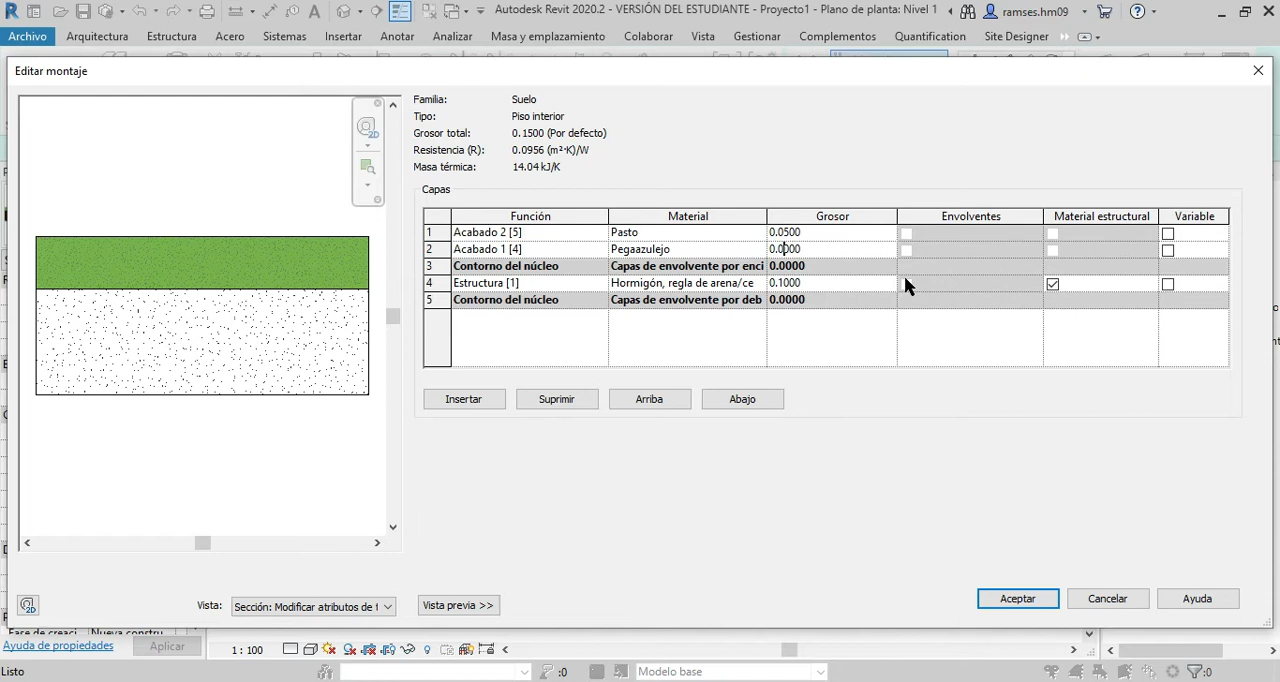 Autodesk Revit 2020.2 - VERSIÓN DEL ESTUDIANTE - Proyecto1 - Plano de planta: Nivel 1
ramses.hm09
Archivo Arquitectura Estructura Acero Sistemas Insertar Anotar Analizar Masa y emplazamiento Colaborar Vista Gestionar Complementos Quantification Site Designer
Editar montaje
Familia: Suelo
Tipo: Piso interior
Grosor total: 0.1500 (Por defecto)
Resistencia (R): 0.0956 (m²·K)/W
Masa térmica: 14.04 kJ/K
Capas
Función Material Grosor Envolventes Material estructural Variable
1 Acabado 2 [5] Pasto 0.0500
2 Acabado 1 [4] Pegaazulejo 0.0000
3 Contorno del núcleo Capas de envolvente por enci 0.0000
4 Estructura [1] Hormigón, regla de arena/ce 0.1000
5 Contorno del núcleo Capas de envolvente por deb 0.0000
Insertar Suprimir Arriba Abajo
Vista: Sección: Modificar atributos de t Vista previa >> Aceptar Cancelar Ayuda
Fase de creaci Nueva constru
Ayuda de propiedades Aplicar 1 : 100
Listo :0 Modelo base :0